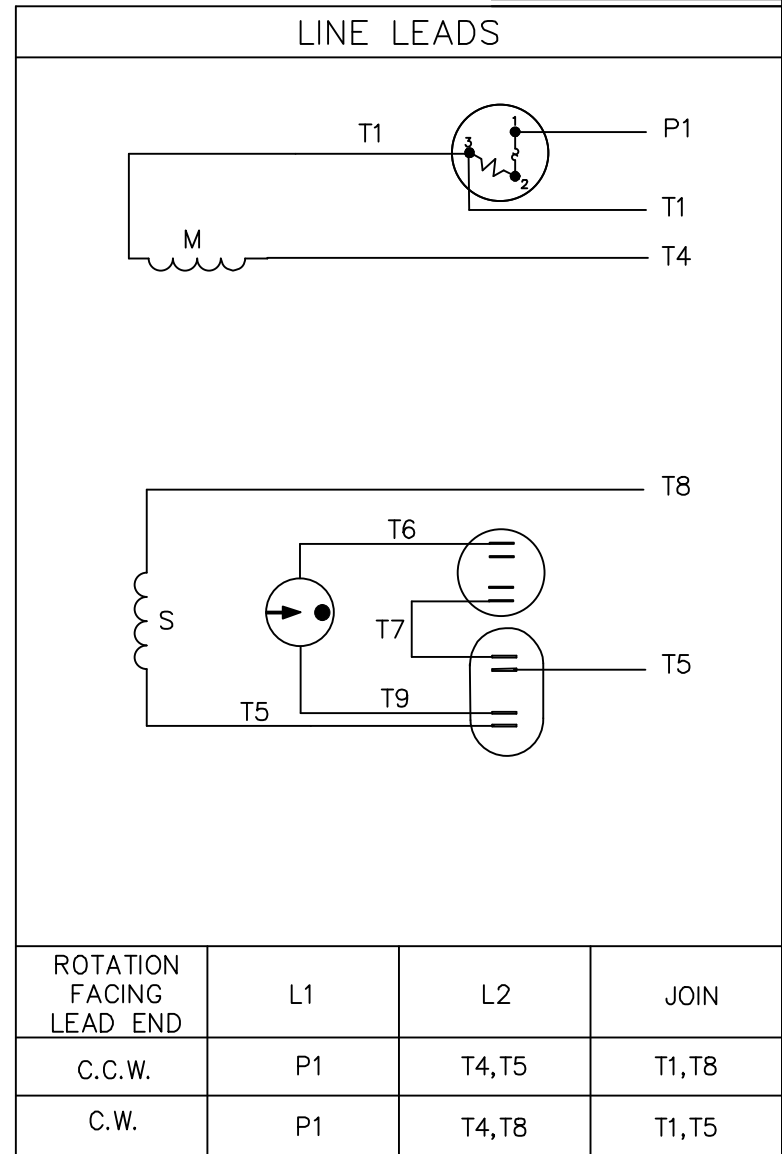 LINE LEADS
T1
1
P1
3
2
T1
M
T4
T8
T6
S
T7
T5
T9
T5
ROTATION
FACING
LEAD END
L1
L2
JOIN
C.C.W.
P1
T4,T5
T1,T8
C.W.
P1
T4,T8
T1,T5